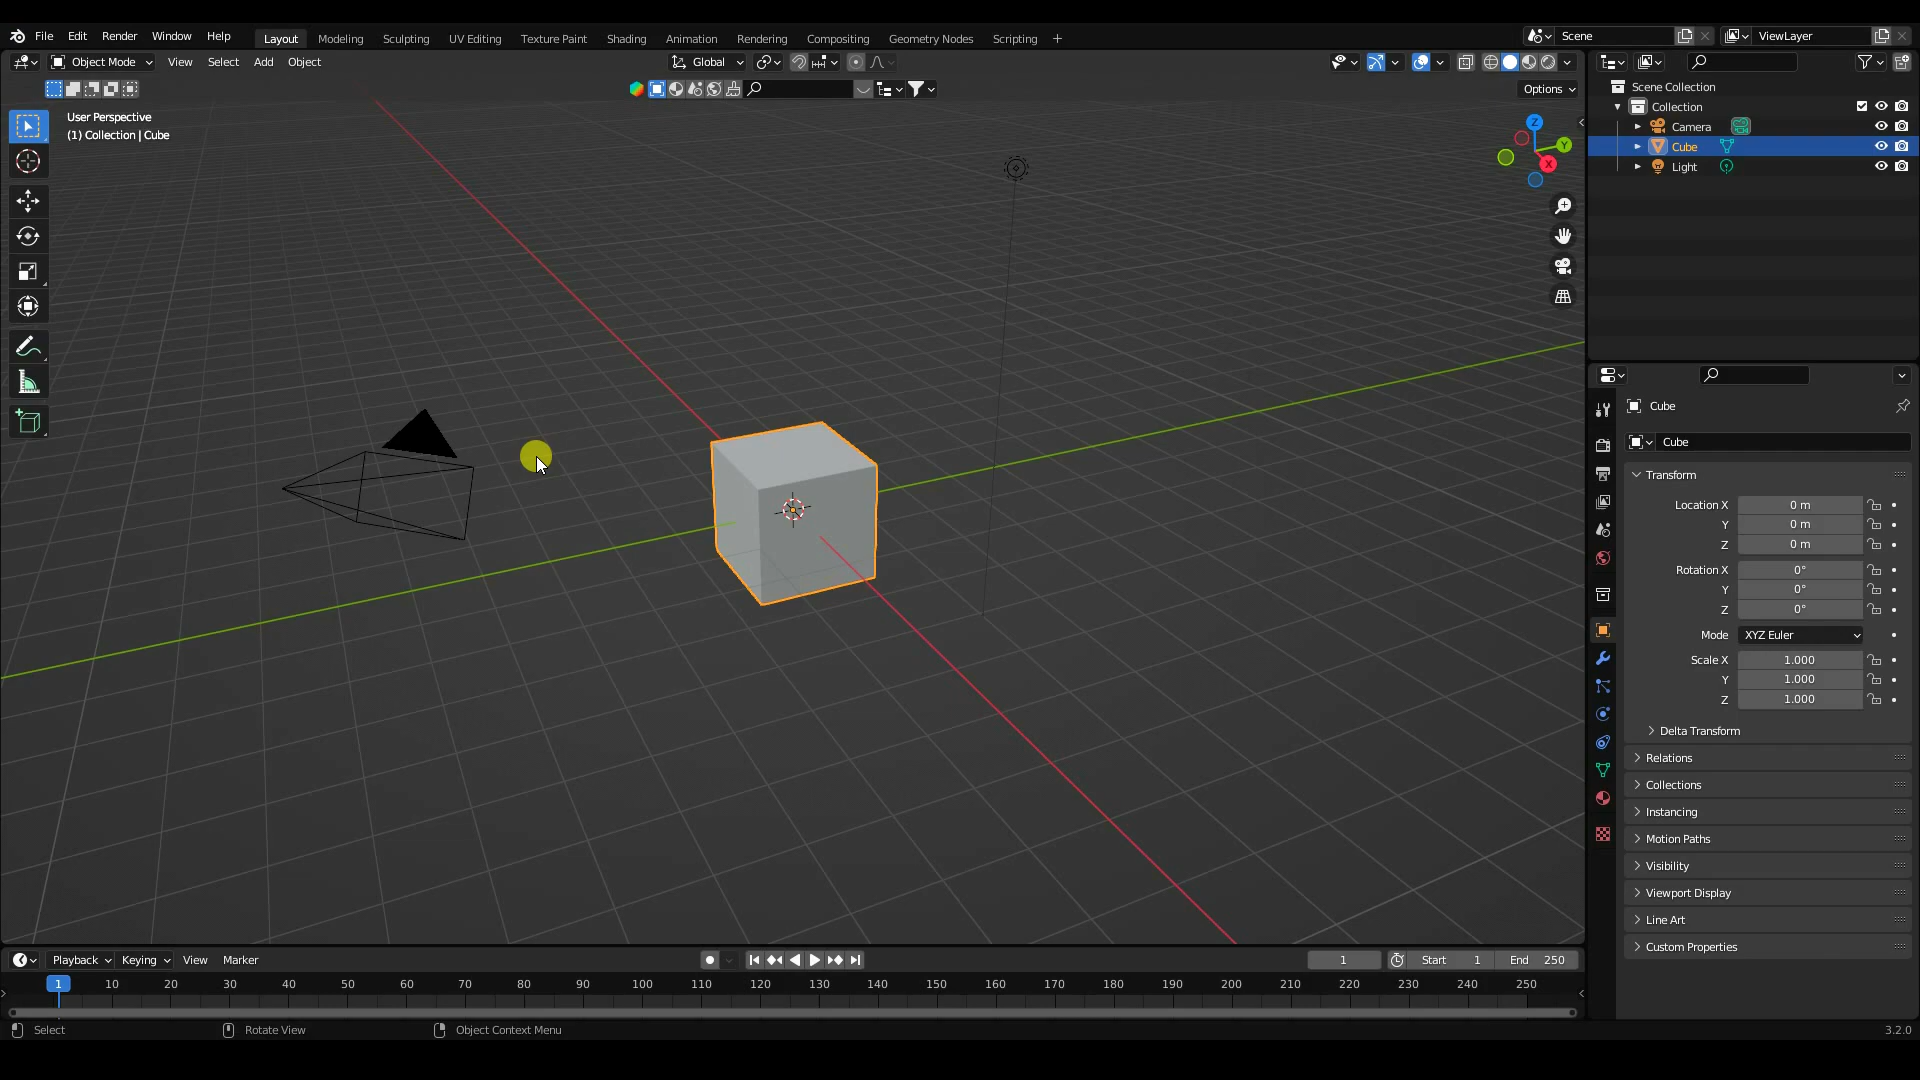 File Edit Render Window Help Layout Modeling Sculpting UV Editing Texture Paint Shading Animation Rendering Compositing Geometry Nodes Scripting + Scene ViewLayer
Object Mode View Select Add Object Global
Options
User Perspective
(1) Collection | Cube
Z
Y
X
Scene Collection
Collection
Camera
Cube
Light
Cube
Cube
Transform
Location X 0 m
Y 0 m
Z 0 m
Rotation X 0°
Y 0°
Z 0°
Mode XYZ Euler
Scale X 1.000
Y 1.000
Z 1.000
Delta Transform
Relations
Collections
Instancing
Motion Paths
Visibility
Viewport Display
Line Art
Custom Properties
Playback Keying View Marker 1 Start 1 End 250
1 10 20 30 40 50 60 70 80 90 100 110 120 130 140 150 160 170 180 190 200 210 220 230 240 250
Select Rotate View Object Context Menu 3.2.0